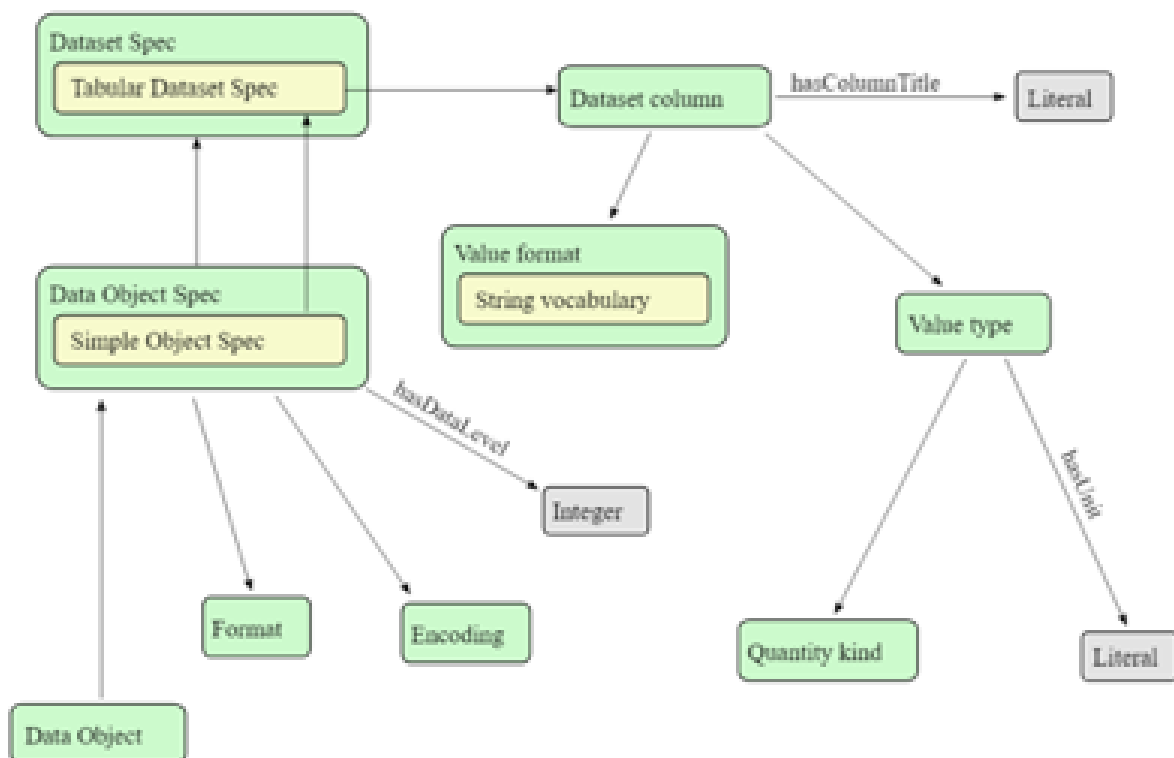 Dataset Spec
Tabular Dataset Spec
Dataset column
hasColumnTitle
Literal
Value format
String vocabulary
Data Object Spec
Simple Object Spec
Value type
hasDataLevel
Integer
hasUnit
Format
Encoding
Quantity kind
Literal
Data Object